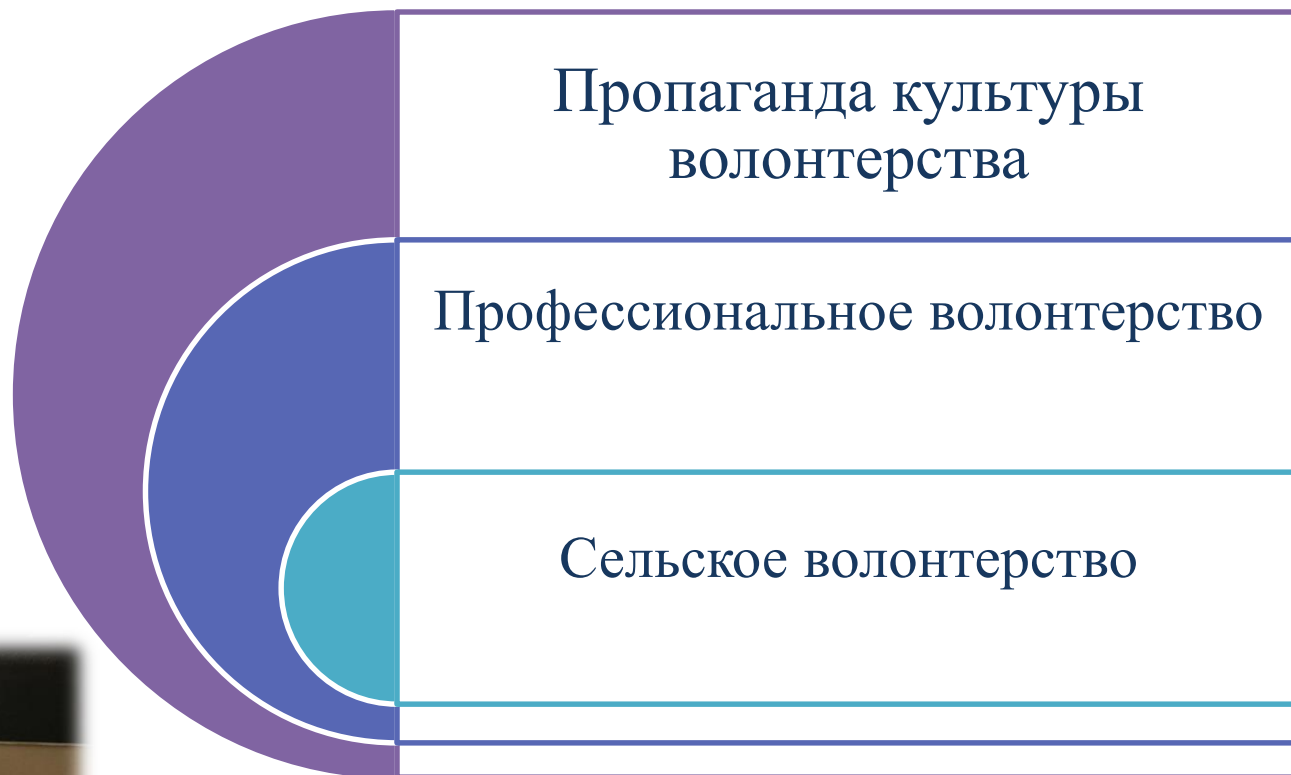 Пропаганда культуры
волонтерства
Профессиональное волонтерство
Сельское волонтерство